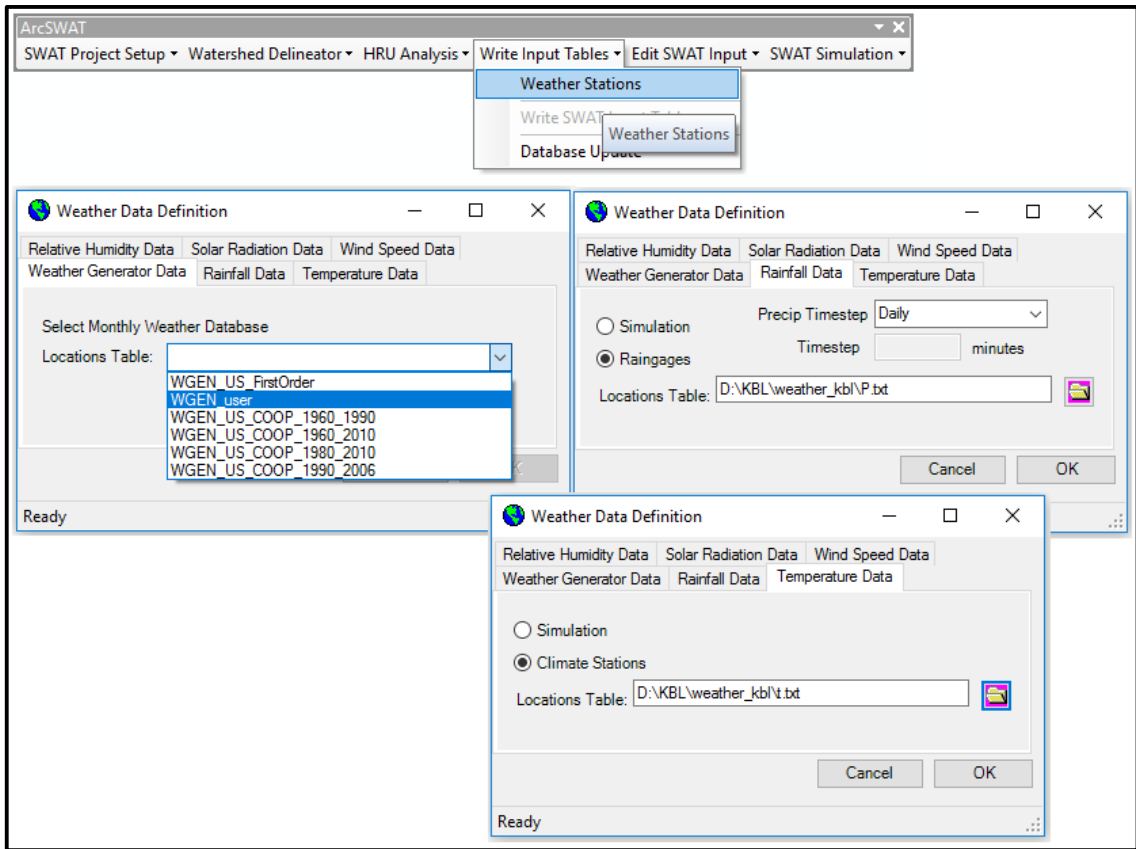 ArcSWAT
SWAT Project Setup Watershed Delineator HRU Analysis Write Input Tables Edit SWAT Input SWAT Simulation
Weather Stations
Write SWAT
Weather Stations
Database Update
Weather Data Definition
Relative Humidity Data Solar Radiation Data Wind Speed Data
Weather Generator Data Rainfall Data Temperature Data
Select Monthly Weather Database
Locations Table:
WGEN_US_FirstOrder
WGEN_user
WGEN_US_COOP_1960_1990
WGEN_US_COOP_1960_2010
WGEN_US_COOP_1980_2010
WGEN_US_COOP_1990_2006
Ready
Weather Data Definition
Relative Humidity Data Solar Radiation Data Wind Speed Data
Weather Generator Data Rainfall Data Temperature Data
Simulation Precip Timestep Daily
Raingages Timestep minutes
Locations Table: D:\KBL\weather_kbl\P.txt
Cancel OK
Weather Data Definition
Relative Humidity Data Solar Radiation Data Wind Speed Data
Weather Generator Data Rainfall Data Temperature Data
Simulation
Climate Stations
Locations Table: D:\KBL\weather_kbl\t.txt
Cancel OK
Ready